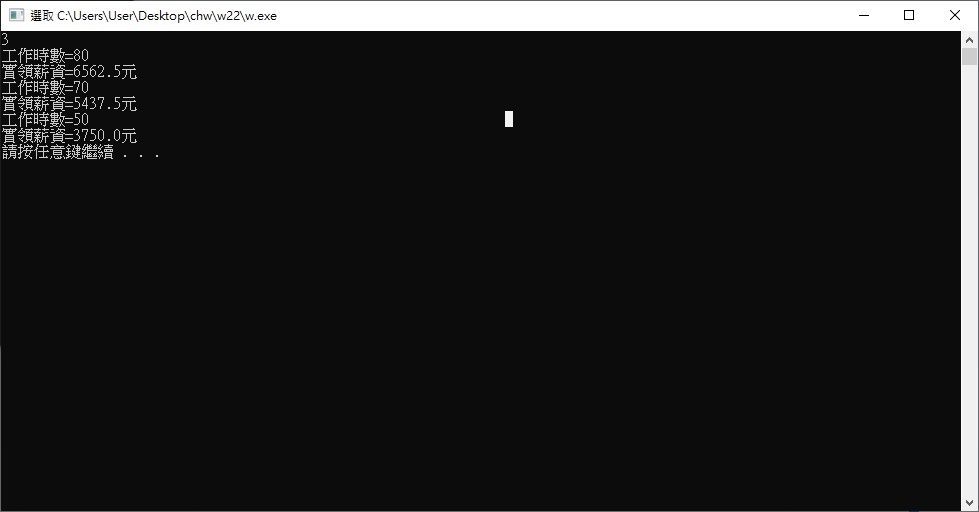 選取 C:\Users\User\Desktop\chw\w22\w.exe
3
工作時數=80
實領薪資=6562.5元
工作時數=70
實領薪資=5437.5元
工作時數=50
實領薪資=3750.0元
請按任意鍵繼續 . . .